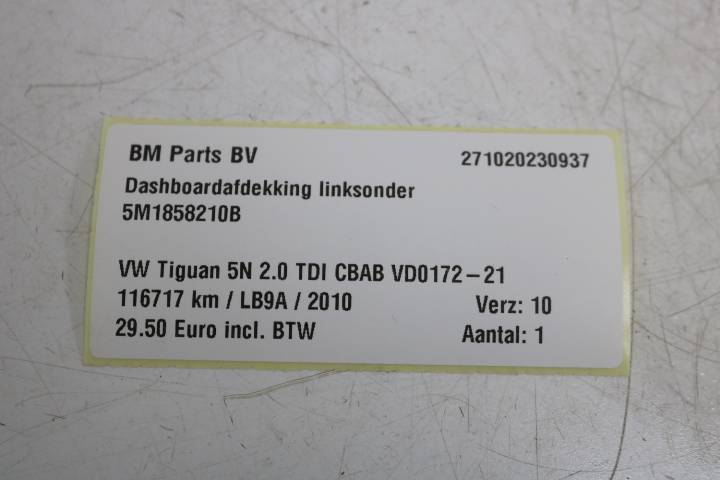 BM Parts BV 271020230937
Dashboardafdekking linksonder
5M1858210B
VW Tiguan 5N 2.0 TDI CBAB VD0172-21
116717 km / LB9A / 2010 Verz: 10
29.50 Euro incl. BTW Aantal: 1